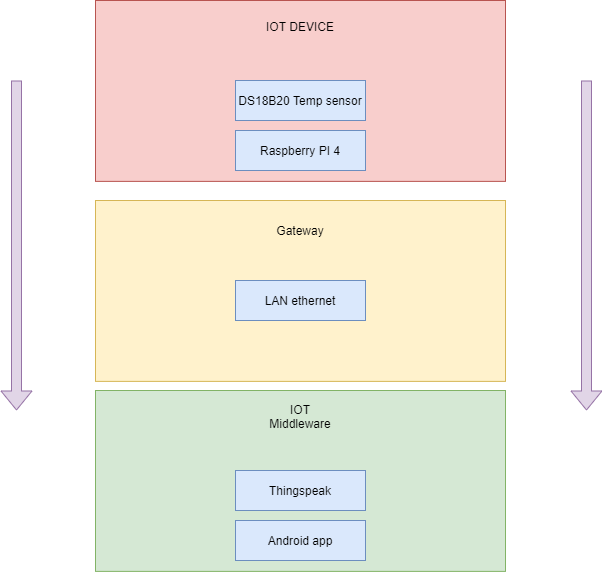 IOT DEVICE
DS18B20 Temp sensor
Raspberry PI 4
Gateway
LAN ethernet
IOT
Middleware
Thingspeak
Android app